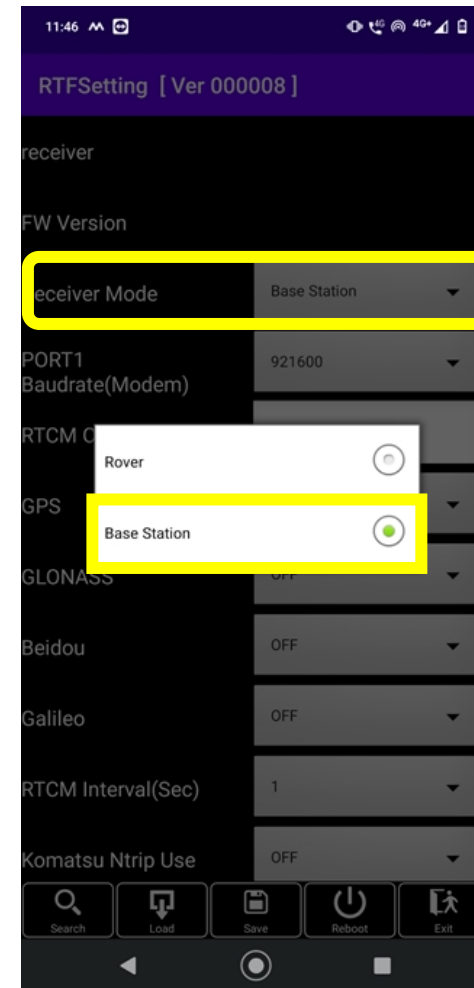 11:46
4G
4G+
RTFSetting [ Ver 000008 ]
receiver
FW Version
eceiver Mode
Base Station
PORT1
Baudrate(Modem)
921600
RTCM
Rover
GPS
Base Station
GLONASS
OFF
Beidou
OFF
Galileo
OFF
RTCM Interval(Sec)
1
Komatsu Ntrip Use
OFF
Search
Load
Save
Reboot
Exit